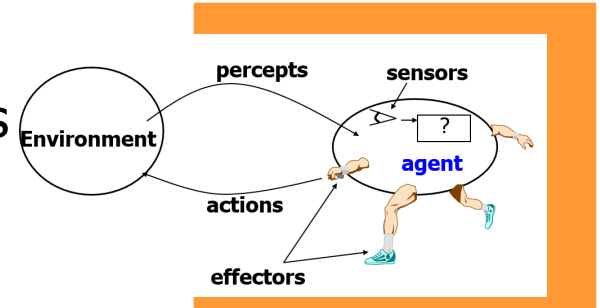 percepts
sensors
?
s
Environment
agent
actions
effectors